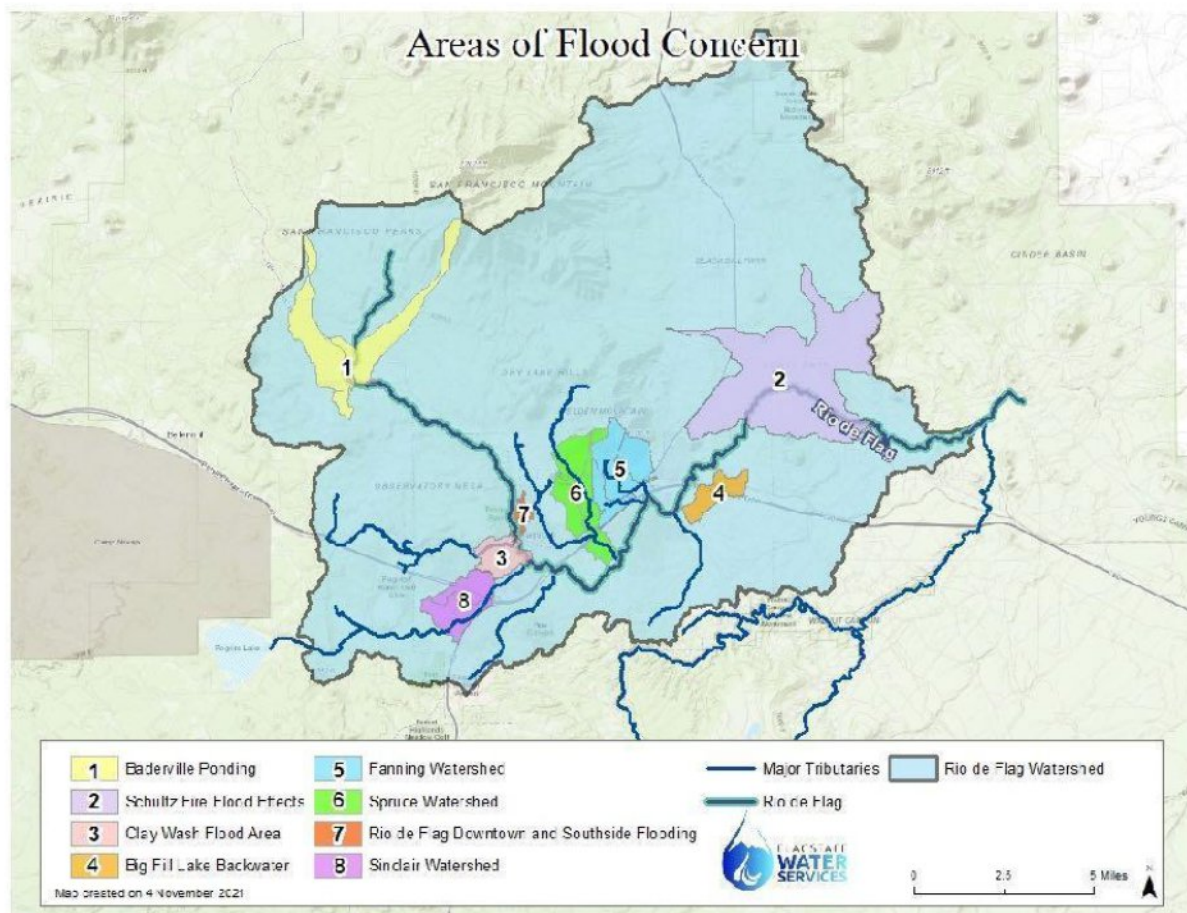 Areas of Flood Concern
SAN FRANCISCO MOUNTAIN
SAN FRANCISCO PEAKS
CINDER BASIN
DRY LAKE HILLS
OBSERVATORY MESA
Bellemont
Camp Navajo
Rogers Lake
WALNUT CANYON
Rio de Flag
1
2
3
4
5
6
7
8
1 Baderville Ponding
2 Schultz Fire Flood Effects
3 Clay Wash Flood Area
4 Big Fill Lake Backwater
5 Fanning Watershed
6 Spruce Watershed
7 Rio de Flag Downtown and Southside Flooding
8 Sinclair Watershed
Major Tributaries
Rio de Flag
Rio de Flag Watershed
FLAGSTAFF
WATER
SERVICES
0 2.5 5 Miles
N
Map created on 4 November 2021